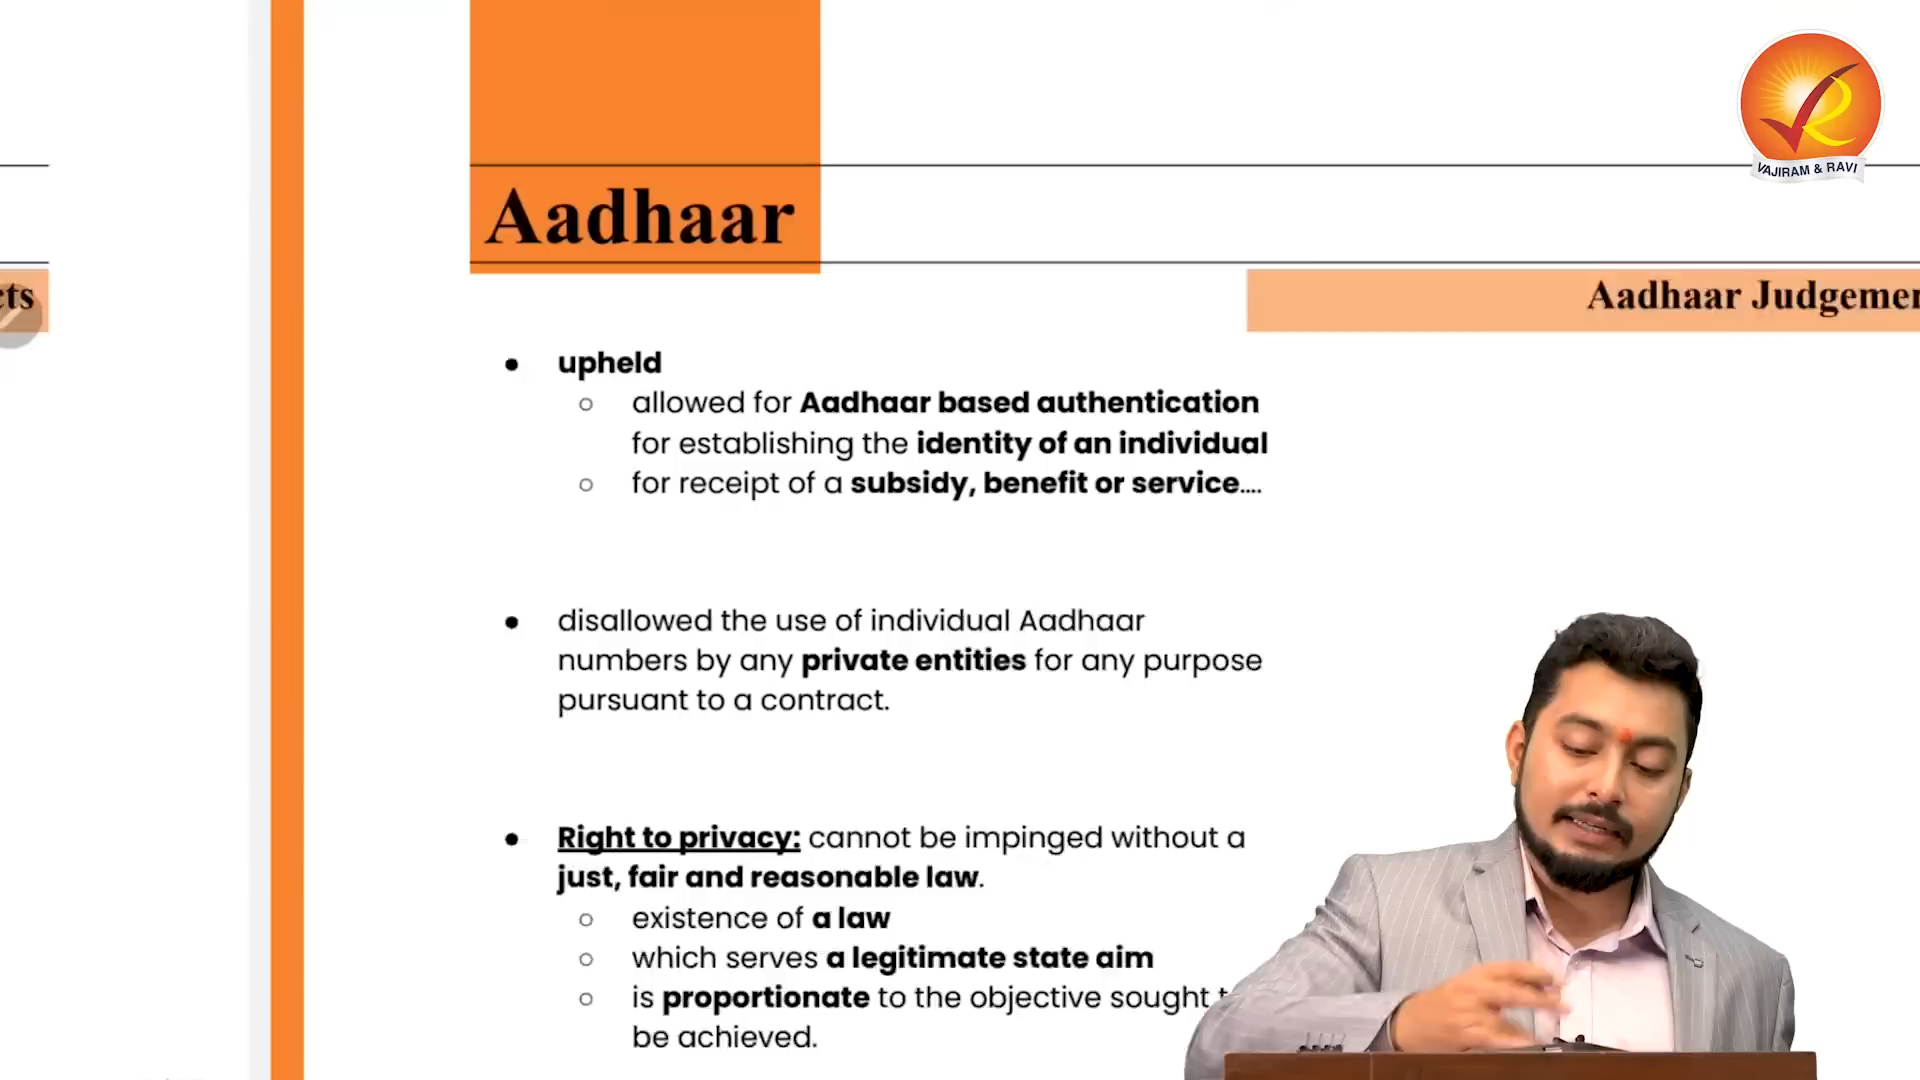 VAJIRAM & RAVI
Aadhaar
Aadhaar
upheld
allowed for Aadhaar based authentication
for establishing the identity of an individual
for receipt of a subsidy, benefit or service....
disallowed the use of individual Aadhaar
numbers by any private entities for any purpose
pursuant to a contract.
Right to privacy: cannot be impinged without a
just, fair and reasonable law.
existence of a law
which serves a legitimate state aim
is proportionate to the objective sought
be achieved.